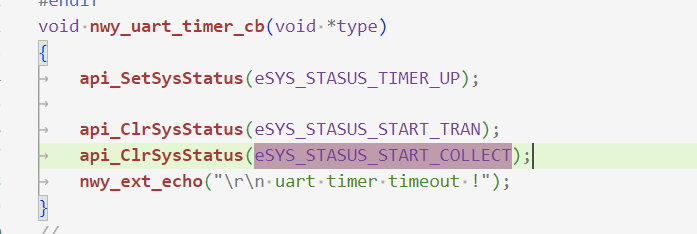 #endif
void nwy_uart_timer_cb(void *type)
{
api_SetSysStatus(eSYS_STASUS_TIMER_UP);
api_ClrSysStatus(eSYS_STASUS_START_TRAN);
api_ClrSysStatus(eSYS_STASUS_START_COLLECT);
nwy_ext_echo("\r\n uart timer timeout !");
}
//